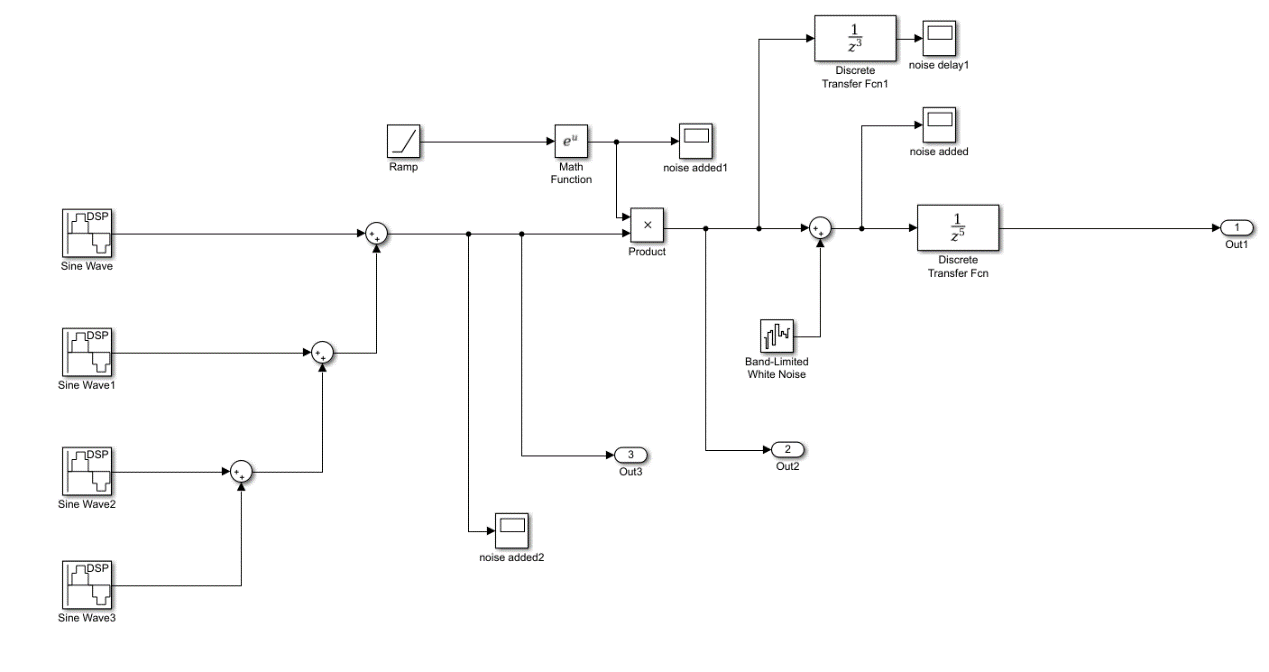 1
z³
Discrete
Transfer Fcn1
noise delay1
noise added
Ramp
eᵘ
Math
Function
noise added1
DSP
Sine Wave
+
+
×
Product
+
+
1
z⁵
Discrete
Transfer Fcn
1
Out1
DSP
Sine Wave1
+
+
Band-Limited
White Noise
DSP
Sine Wave2
+
+
3
Out3
2
Out2
noise added2
DSP
Sine Wave3